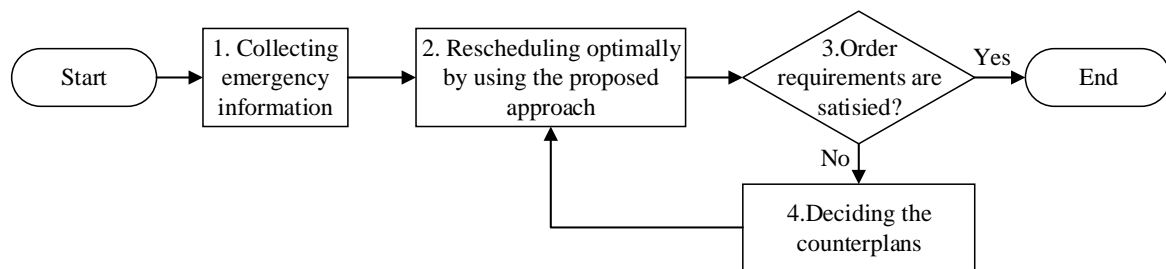 Start
1. Collecting
emergency
information
2. Rescheduling optimally
by using the proposed
approach
3.Order
requirements are
satisied?
Yes
End
No
4.Deciding the
counterplans